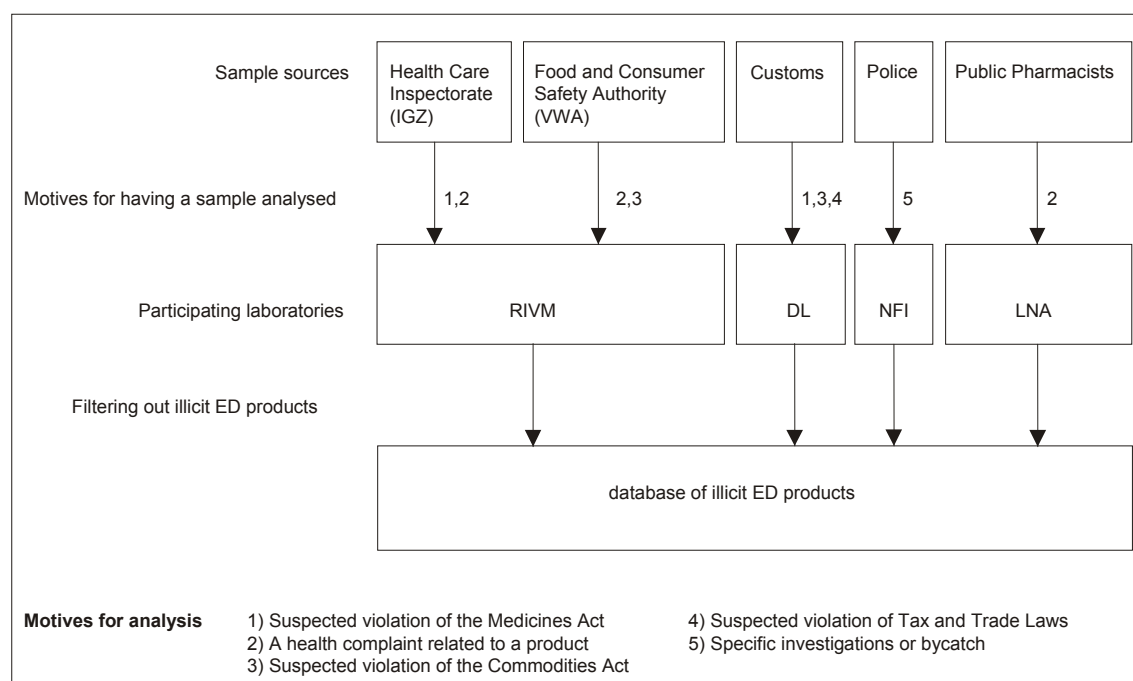 Sample sources
Health Care
Inspectorate
(IGZ)
Food and Consumer
Safety Authority
(VWA)
Customs
Police
Public Pharmacists
Motives for having a sample analysed
1,2
2,3
1,3,4
5
2
Participating laboratories
RIVM
DL
NFI
LNA
Filtering out illicit ED products
database of illicit ED products
Motives for analysis
1) Suspected violation of the Medicines Act
2) A health complaint related to a product
3) Suspected violation of the Commodities Act
4) Suspected violation of Tax and Trade Laws
5) Specific investigations or bycatch